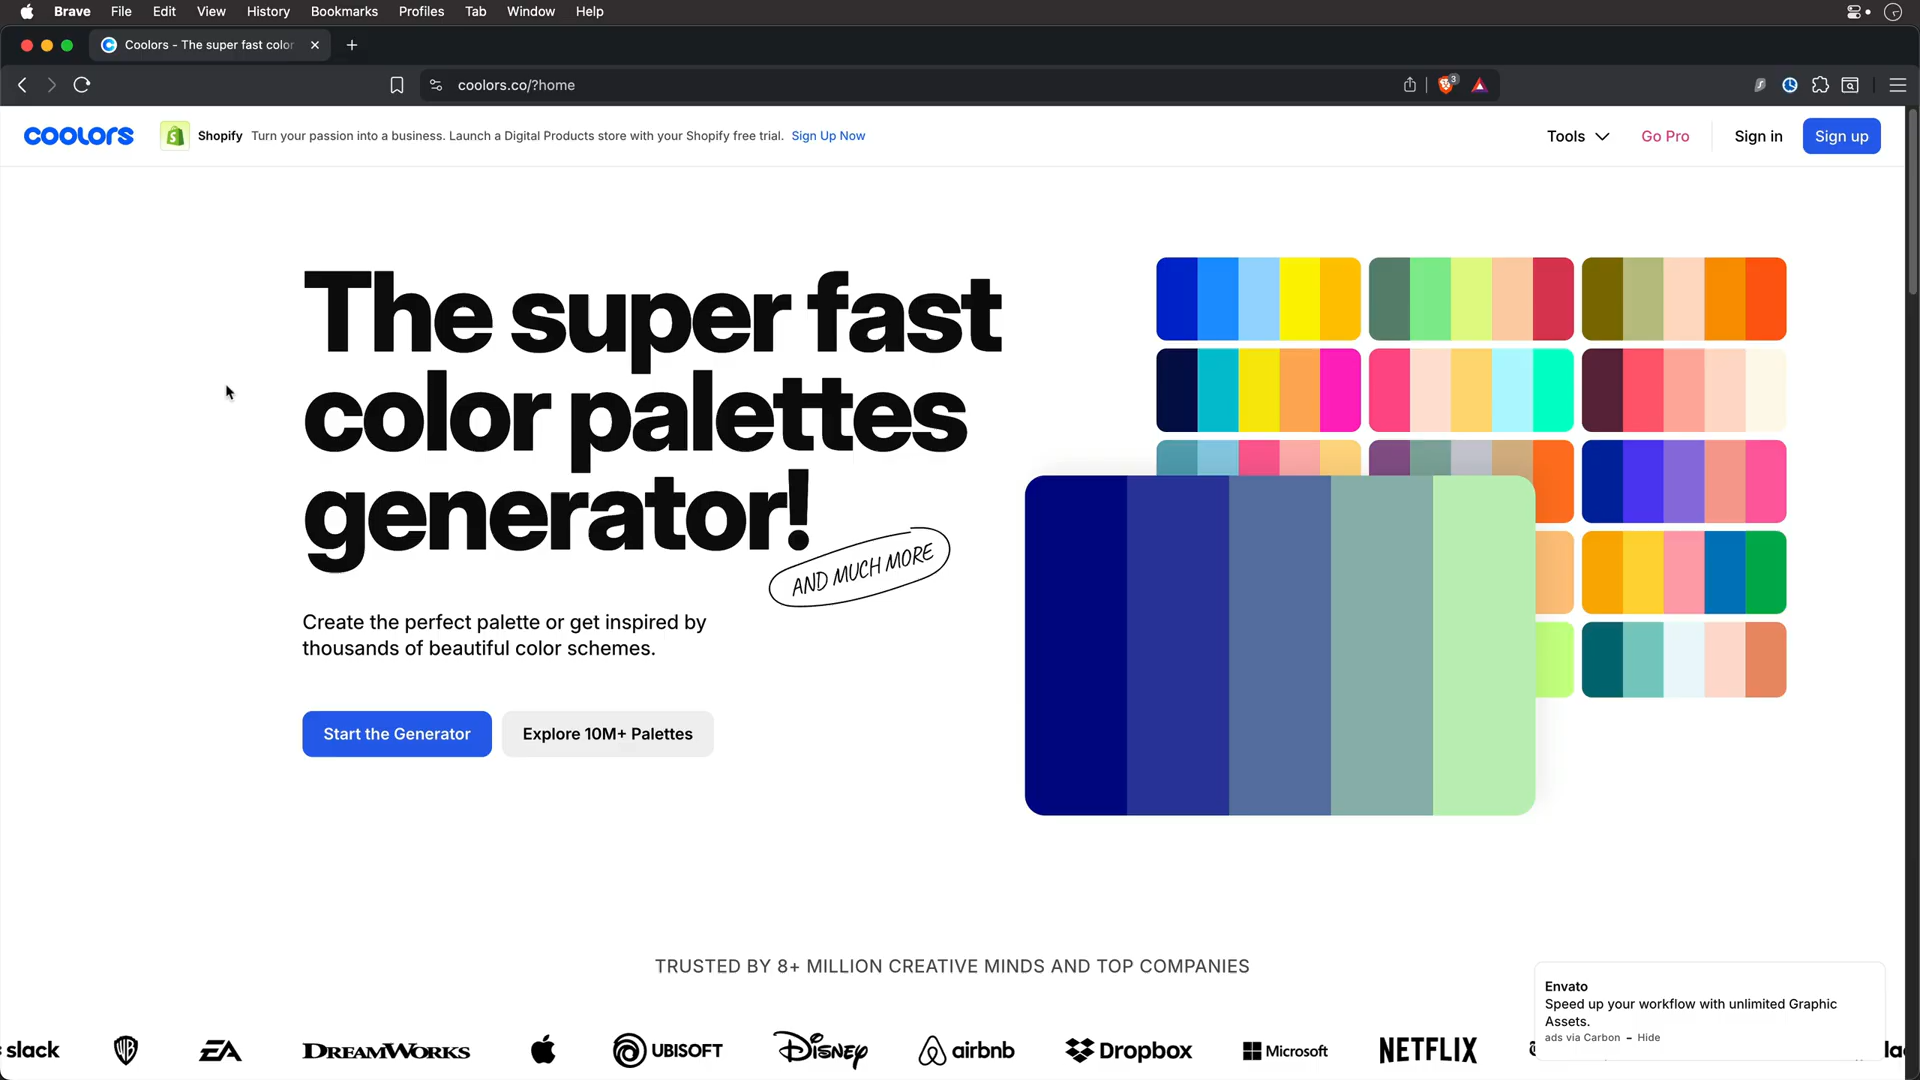 Brave File Edit View History Bookmarks Profiles Tab Window Help
Coolors - The super fast color
coolors.co/?home
3
coolors
Shopify Turn your passion into a business. Launch a Digital Products store with your Shopify free trial. Sign Up Now
Tools Go Pro Sign in Sign up
The super fast
color palettes
generator!
AND MUCH MORE
Create the perfect palette or get inspired by
thousands of beautiful color schemes.
Start the Generator Explore 10M+ Palettes
TRUSTED BY 8+ MILLION CREATIVE MINDS AND TOP COMPANIES
slack WB EA DREAMWORKS UBISOFT Disney airbnb Dropbox Microsoft NETFLIX
Envato
Speed up your workflow with unlimited Graphic
Assets.
ads via Carbon – Hide